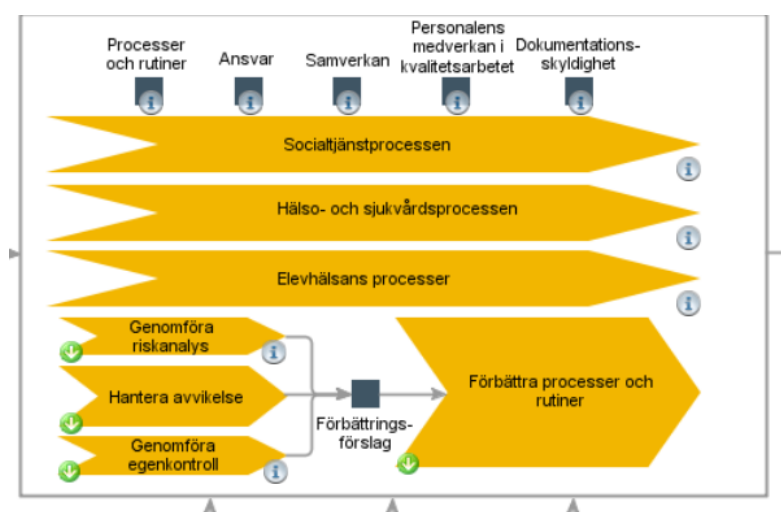 Processer
och rutiner
Ansvar
Samverkan
Personalens
medverkan i
kvalitetsarbetet
Dokumentations-
skyldighet
i
i
i
i
i
Socialtjänstprocessen
i
Hälso- och sjukvårdsprocessen
i
Elevhälsans processer
i
Genomföra
riskanalys
i
Hantera avvikelse
Genomföra
egenkontroll
i
Förbättrings-
förslag
Förbättra processer och
rutiner